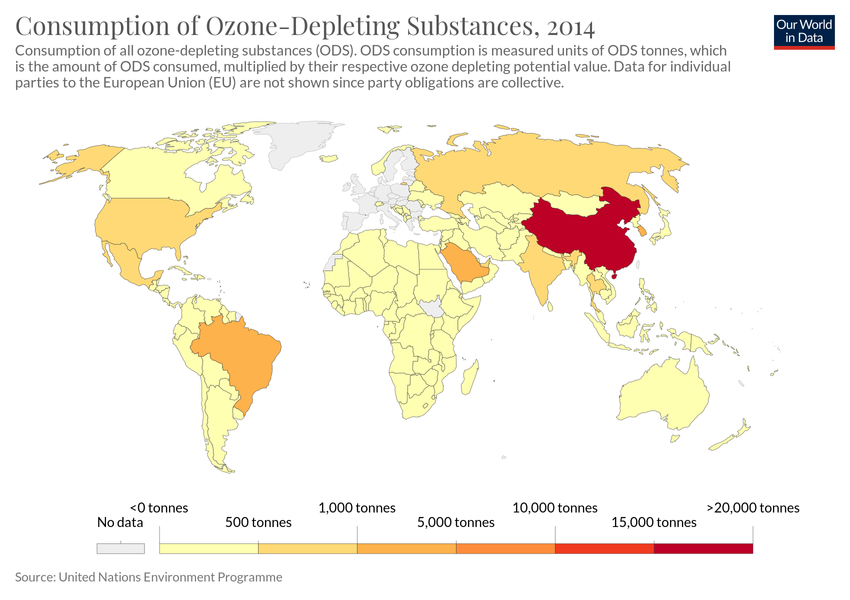 Consumption of Ozone-Depleting Substances, 2014
Our World
in Data
Consumption of all ozone-depleting substances (ODS). ODS consumption is measured units of ODS tonnes, which
is the amount of ODS consumed, multiplied by their respective ozone depleting potential value. Data for individual
parties to the European Union (EU) are not shown since party obligations are collective.
<0 tonnes 1,000 tonnes 10,000 tonnes >20,000 tonnes
No data 500 tonnes 5,000 tonnes 15,000 tonnes
Source: United Nations Environment Programme